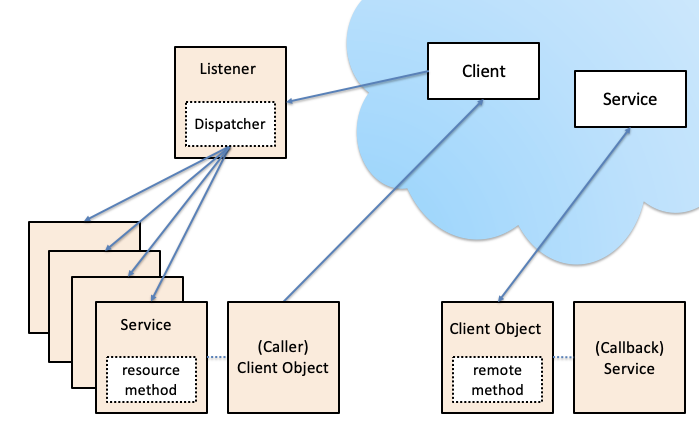 Listener
Dispatcher
Client
Service
Service
resource
method
(Caller)
Client Object
Client Object
remote
method
(Callback)
Service